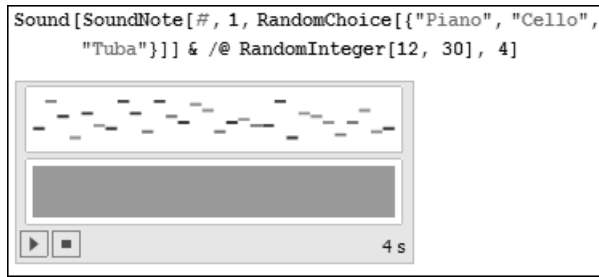 Sound[SoundNote[#, 1, RandomChoice[{"Piano", "Cello",
"Tuba"}]] & /@ RandomInteger[12, 30], 4]
4 s